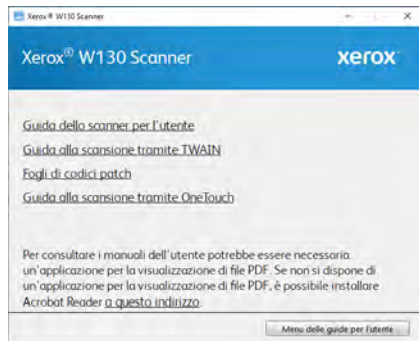 Xerox® W130 Scanner
Xerox® W130 Scanner
xerox™
Guida dello scanner per l'utente
Guida alla scansione tramite TWAIN
Fogli di codici patch
Guida alla scansione tramite OneTouch
Per consultare i manuali dell'utente potrebbe essere necessaria
un'applicazione per la visualizzazione di file PDF. Se non si dispone di
un'applicazione per la visualizzazione di file PDF, è possibile installare
Acrobat Reader a questo indirizzo.
Menu delle guide per l'utente